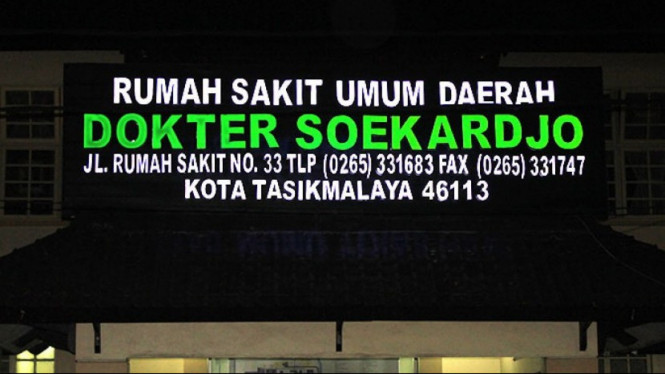 RUMAH SAKIT UMUM DAERAH
DOKTER SOEKARDJO
JL. RUMAH SAKIT NO. 33 TLP (0265) 331683 FAX (0265) 331747
KOTA TASIKMALAYA 46113